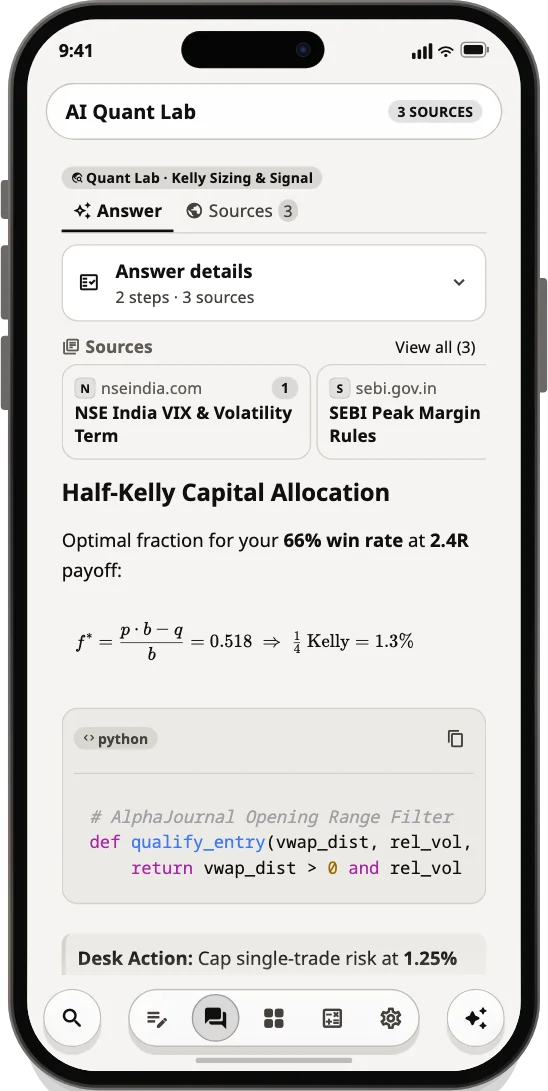 9:41
AI Quant Lab
3 SOURCES
Quant Lab · Kelly Sizing & Signal
Answer
Sources 3
Answer details
2 steps · 3 sources
Sources
View all (3)
N nseindia.com 1
NSE India VIX & Volatility
Term
S sebi.gov.in
SEBI Peak Margin
Rules
Half-Kelly Capital Allocation
Optimal fraction for your 66% win rate at 2.4R
payoff:
f* = (p · b − q) / b = 0.518 ⇒ 1/4 Kelly = 1.3%
<> python
# AlphaJournal Opening Range Filter
def qualify_entry(vwap_dist, rel_vol,
    return vwap_dist > 0 and rel_vol
Desk Action: Cap single-trade risk at 1.25%